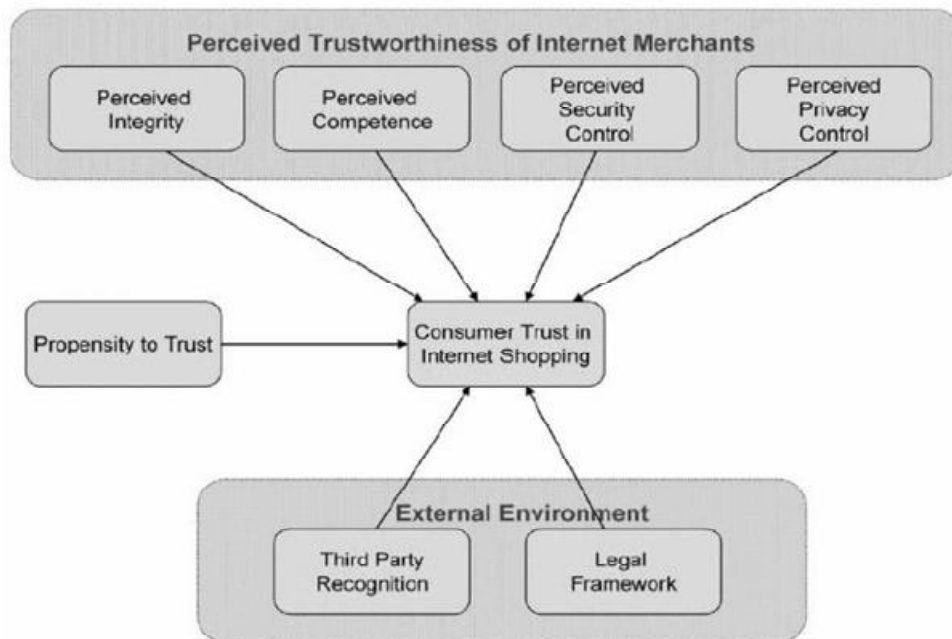 Perceived Trustworthiness of Internet Merchants
Perceived
Integrity
Perceived
Competence
Perceived
Security
Control
Perceived
Privacy
Control
Propensity to Trust
Consumer Trust in
Internet Shopping
External Environment
Third Party
Recognition
Legal
Framework